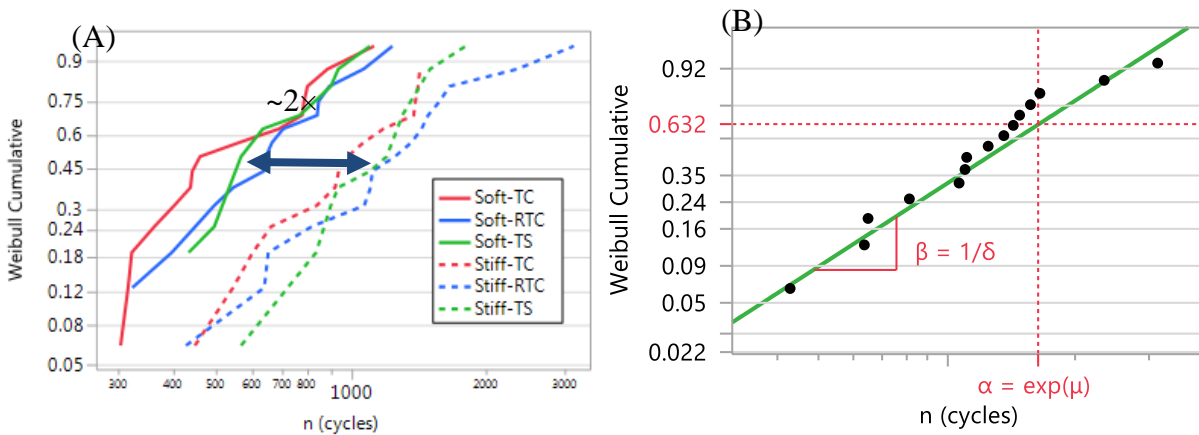 (A)
Weibull Cumulative
0.9
0.75
0.6
0.45
0.3
0.24
0.18
0.12
0.08
0.05
~2×
Soft-TC
Soft-RTC
Soft-TS
Stiff-TC
Stiff-RTC
Stiff-TS
300 400 500 600 700 800 1000 2000 3000
n (cycles)
(B)
Weibull Cumulative
0.92
0.632
0.35
0.24
0.16
0.09
0.05
0.022
β = 1/δ
α = exp(μ)
n (cycles)